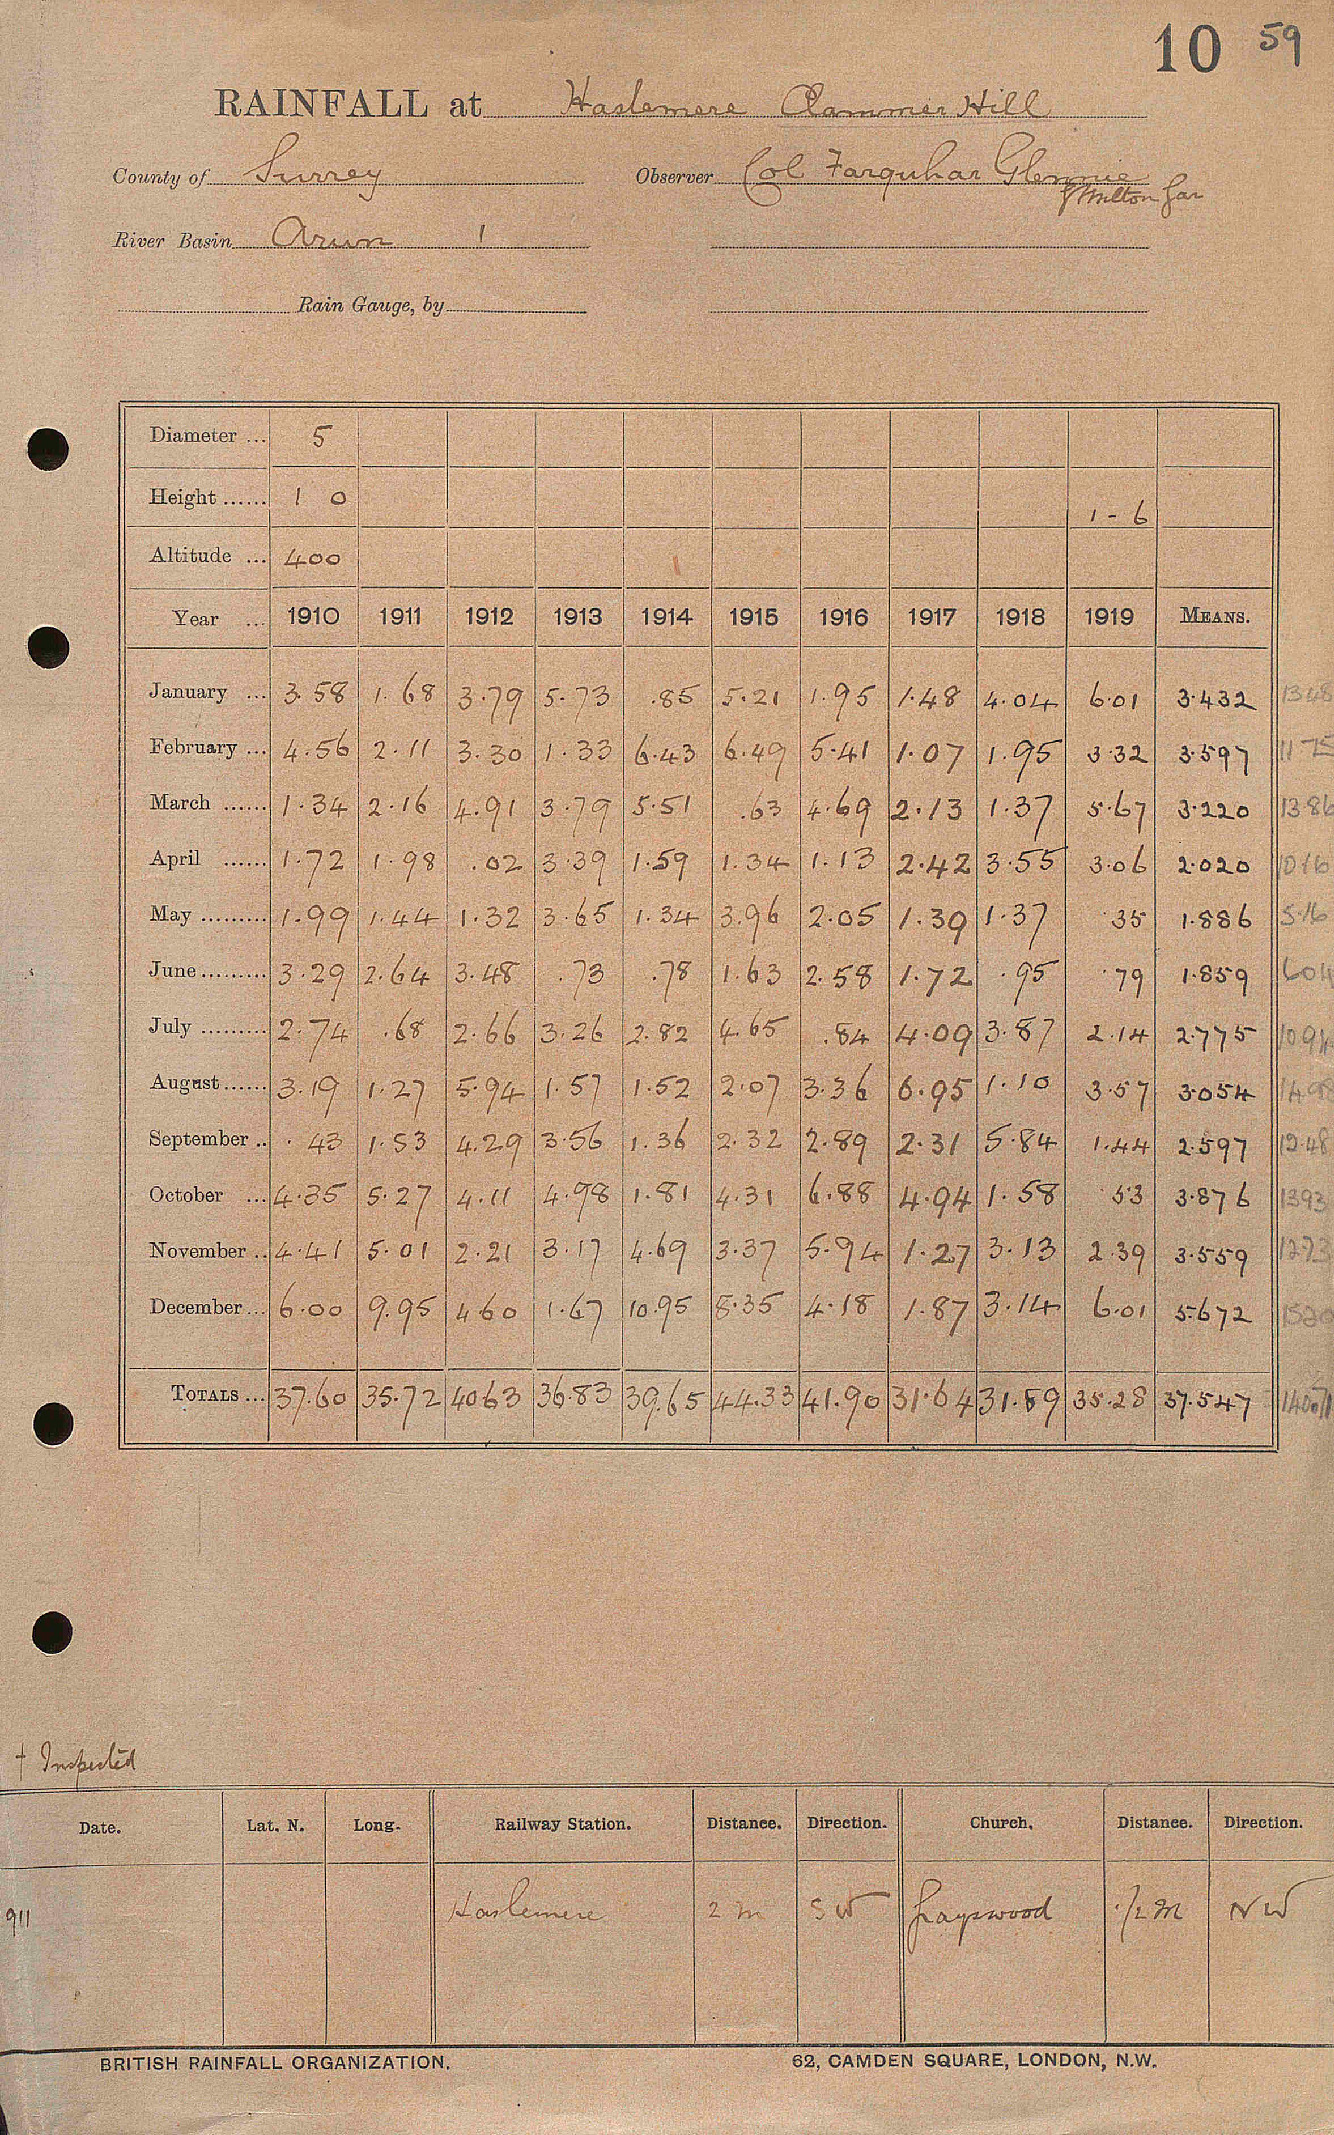 10 59
RAINFALL at Haslemere Clammer Hill
County of Surrey Observer Col Farquhar Glennie
J Milton Gar
River Basin Arun 1
Rain Gauge, by
Diameter ... 5
Height ...... 1 0 1-6
Altitude ... 400
Year ... 1910 1911 1912 1913 1914 1915 1916 1917 1918 1919 MEANS.
January ... 3.58 1.68 3.79 5.73 .85 5.21 1.95 1.48 4.04 6.01 3.432 1348
February ... 4.56 2.11 3.30 1.33 6.43 6.49 5.41 1.07 1.95 3.32 3.597 1175
March ...... 1.34 2.16 4.91 3.79 5.51 .63 4.69 2.13 1.37 5.67 3.220 1386
April ...... 1.72 1.98 .02 3.39 1.59 1.34 1.13 2.42 3.55 3.06 2.020 1016
May ......... 1.99 1.44 1.32 3.65 1.34 3.96 2.05 1.39 1.37 .35 1.886 5.16
June ......... 3.29 2.64 3.48 .73 .78 1.63 2.58 1.72 .95 .79 1.859 604
July ......... 2.74 .68 2.66 3.26 2.82 4.65 .84 4.09 3.87 2.14 2.775
August ...... 3.19 1.27 5.94 1.57 1.52 2.07 3.36 6.95 1.10 3.57 3.054
September .. .43 1.53 4.29 3.56 1.36 2.32 2.89 2.31 5.84 1.44 2.597 1248
October ... 4.35 5.27 4.11 4.98 1.81 4.31 6.88 4.94 1.58 .53 3.876 1393
November .. 4.41 5.01 2.21 3.17 4.69 3.37 5.94 1.27 3.13 2.39 3.559 1273
December ... 6.00 9.95 4.60 1.67 10.95 8.35 4.18 1.87 3.14 6.01 5.672
TOTALS ... 37.60 35.72 40.63 36.83 39.65 44.33 41.90 31.64 31.89 35.28 37.547
† Inspected
Date. Lat. N. Long. Railway Station. Distance. Direction. Church. Distance. Direction.
911 Haslemere 2 m SW Grayswood 1/2 M NW
BRITISH RAINFALL ORGANIZATION. 62, CAMDEN SQUARE, LONDON, N.W.